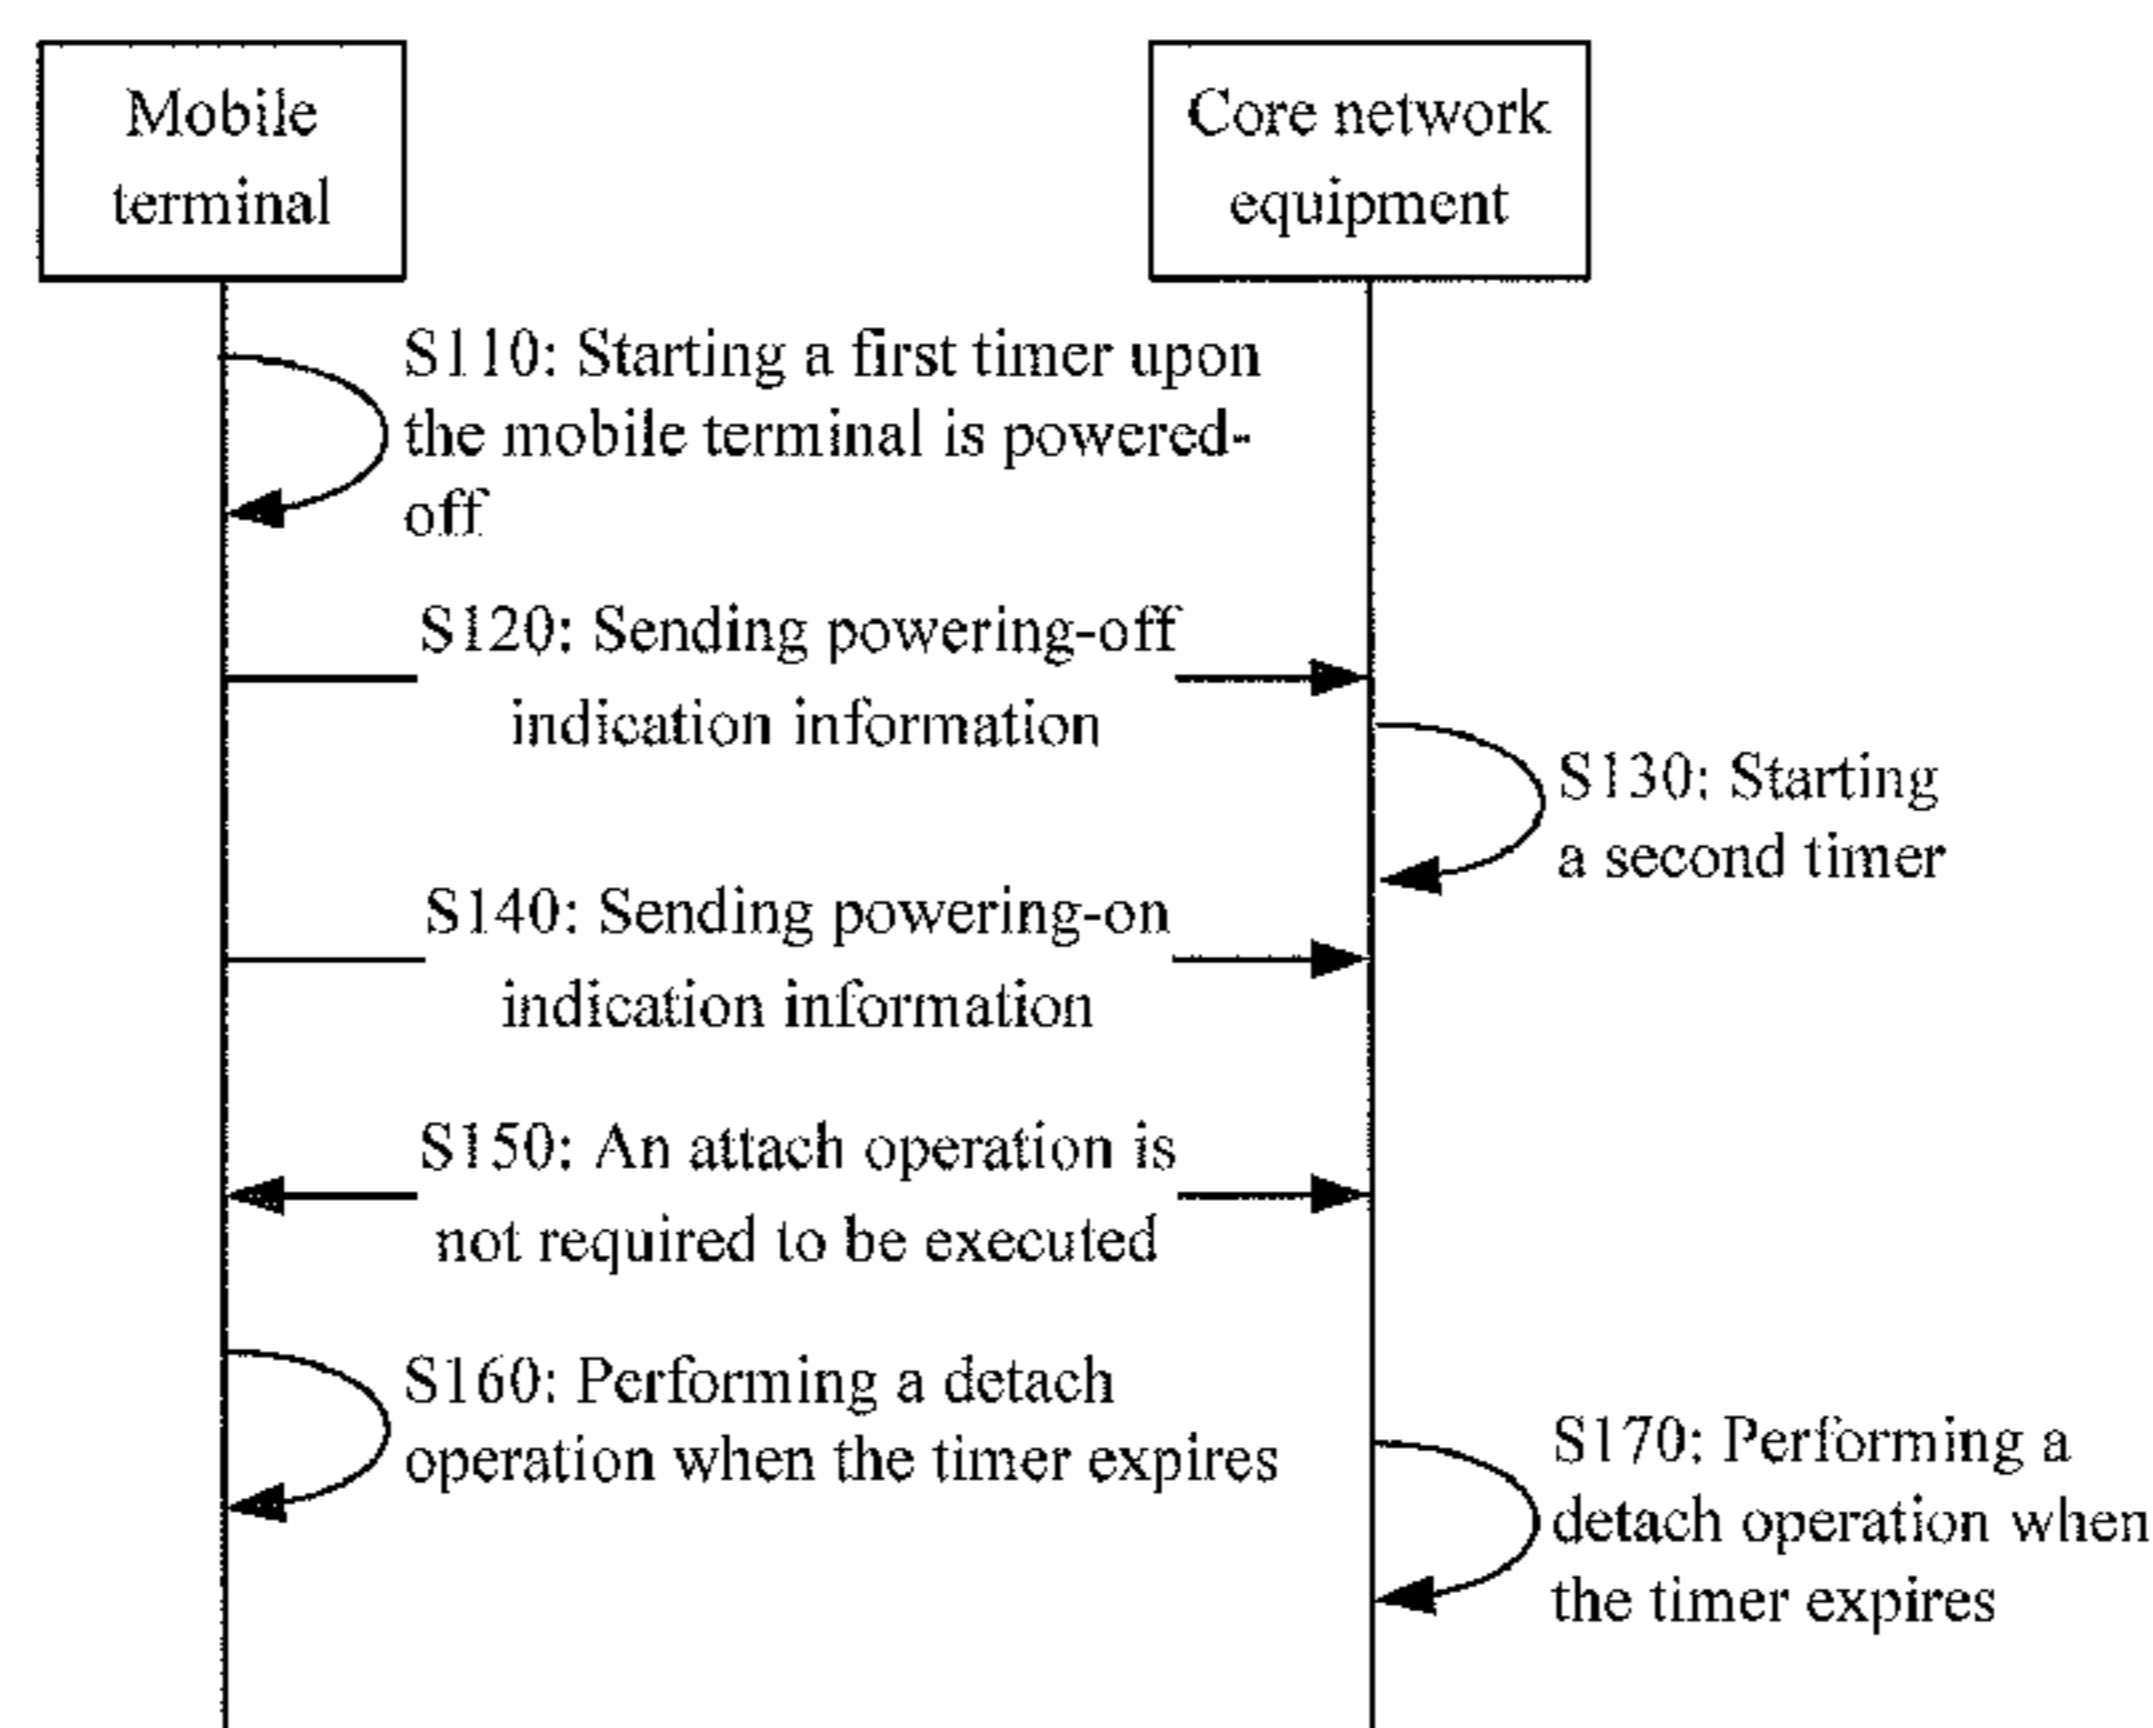 Mobile
terminal
Core network
equipment
S110: Starting a first timer upon
the mobile terminal is powered-
off
S120: Sending powering-off
indication information
S130: Starting
a second timer
S140: Sending powering-on
indication information
S150: An attach operation is
not required to be executed
S160: Performing a detach
operation when the timer expires
S170: Performing a
detach operation when
the timer expires